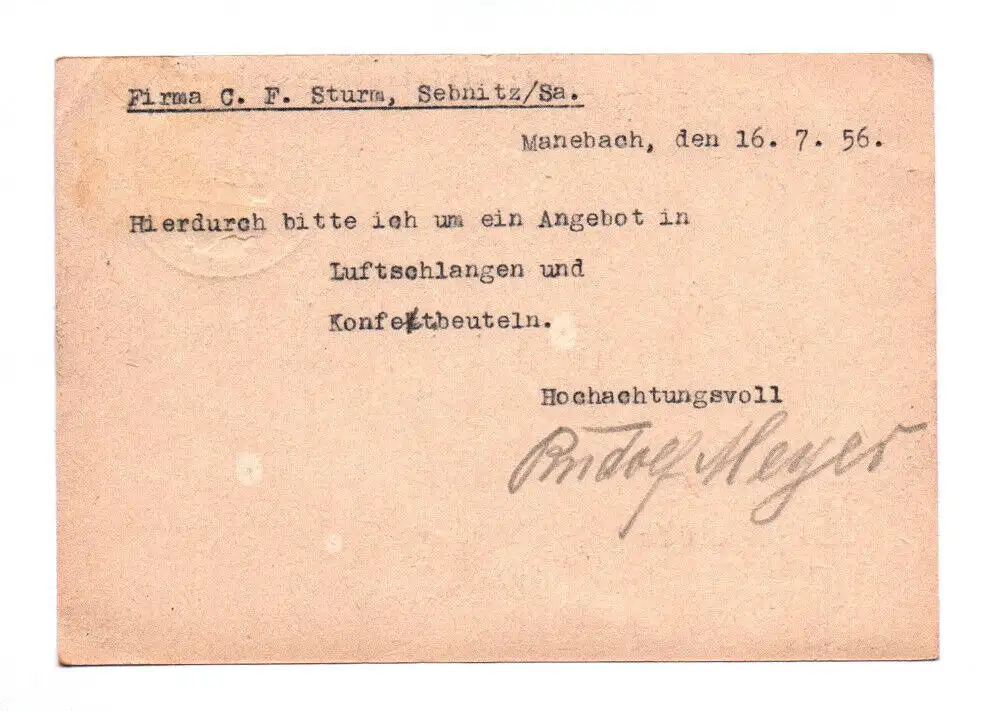 Firma C. F. Sturm, Sebnitz/Sa.
Manebach, den 16. 7. 56.
Hierdurch bitte ich um ein Angebot in
Luftschlangen und
Konfektbeuteln.
Hochachtungsvoll
Rudolf Meyer